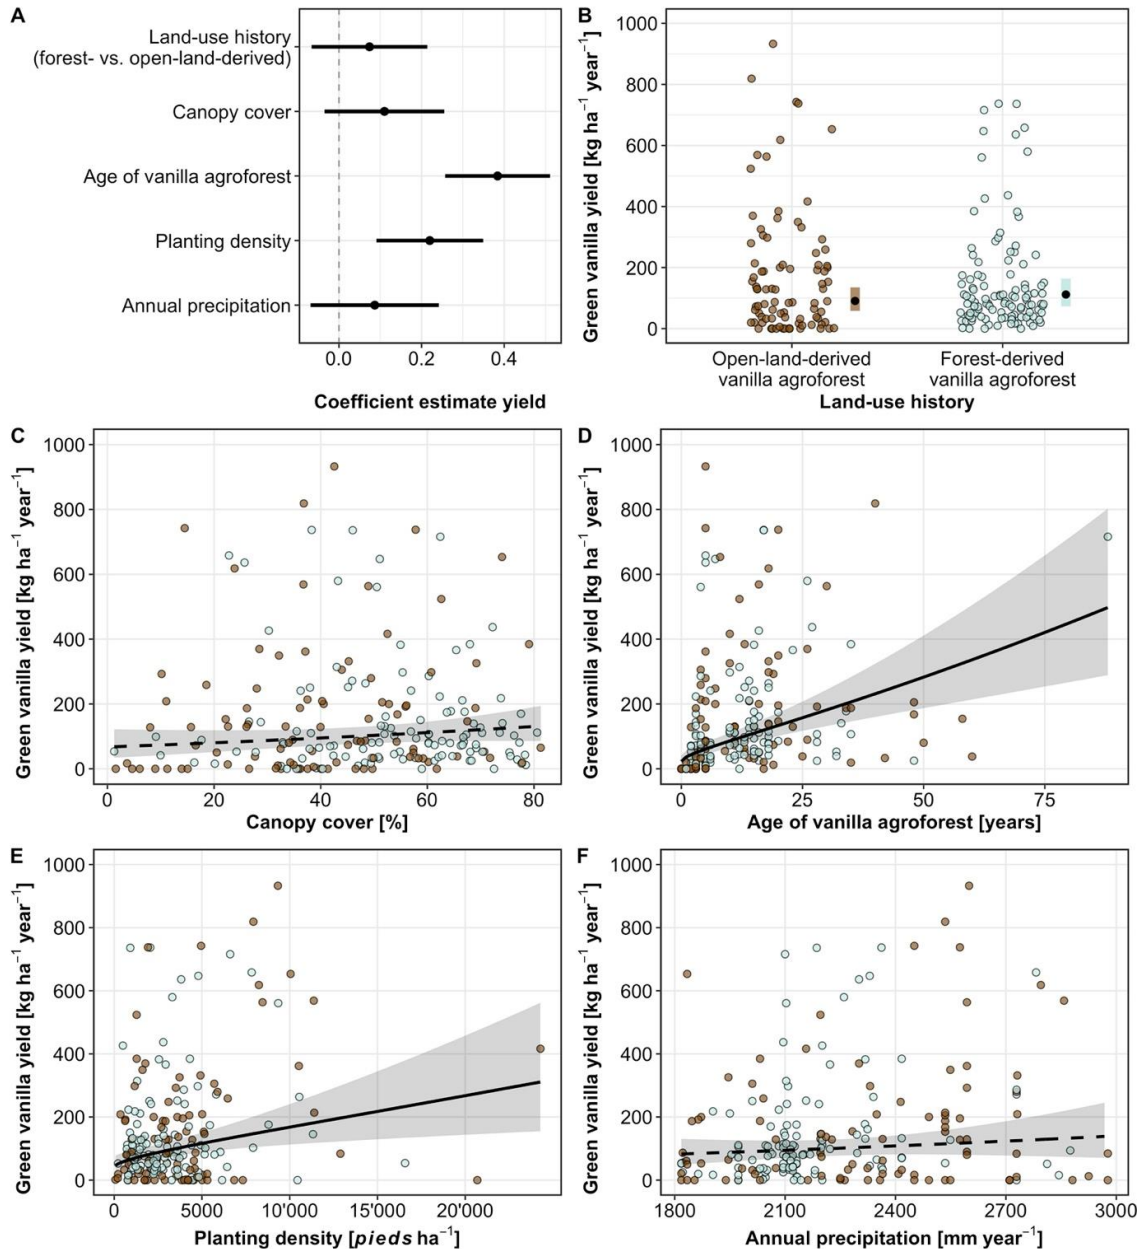 A
Land-use history
(forest- vs. open-land-derived)
Canopy cover
Age of vanilla agroforest
Planting density
Annual precipitation
0.0 0.2 0.4
Coefficient estimate yield
B
Green vanilla yield [kg ha⁻¹ year⁻¹]
1000
800
600
400
200
0
Open-land-derived
vanilla agroforest
Forest-derived
vanilla agroforest
Land-use history
C
Green vanilla yield [kg ha⁻¹ year⁻¹]
1000
800
600
400
200
0
0 20 40 60 80
Canopy cover [%]
D
Green vanilla yield [kg ha⁻¹ year⁻¹]
1000
800
600
400
200
0
0 25 50 75
Age of vanilla agroforest [years]
E
Green vanilla yield [kg ha⁻¹ year⁻¹]
1000
800
600
400
200
0
0 5000 10'000 15'000 20'000
Planting density [pieds ha⁻¹]
F
Green vanilla yield [kg ha⁻¹ year⁻¹]
1000
800
600
400
200
0
1800 2100 2400 2700 3000
Annual precipitation [mm year⁻¹]